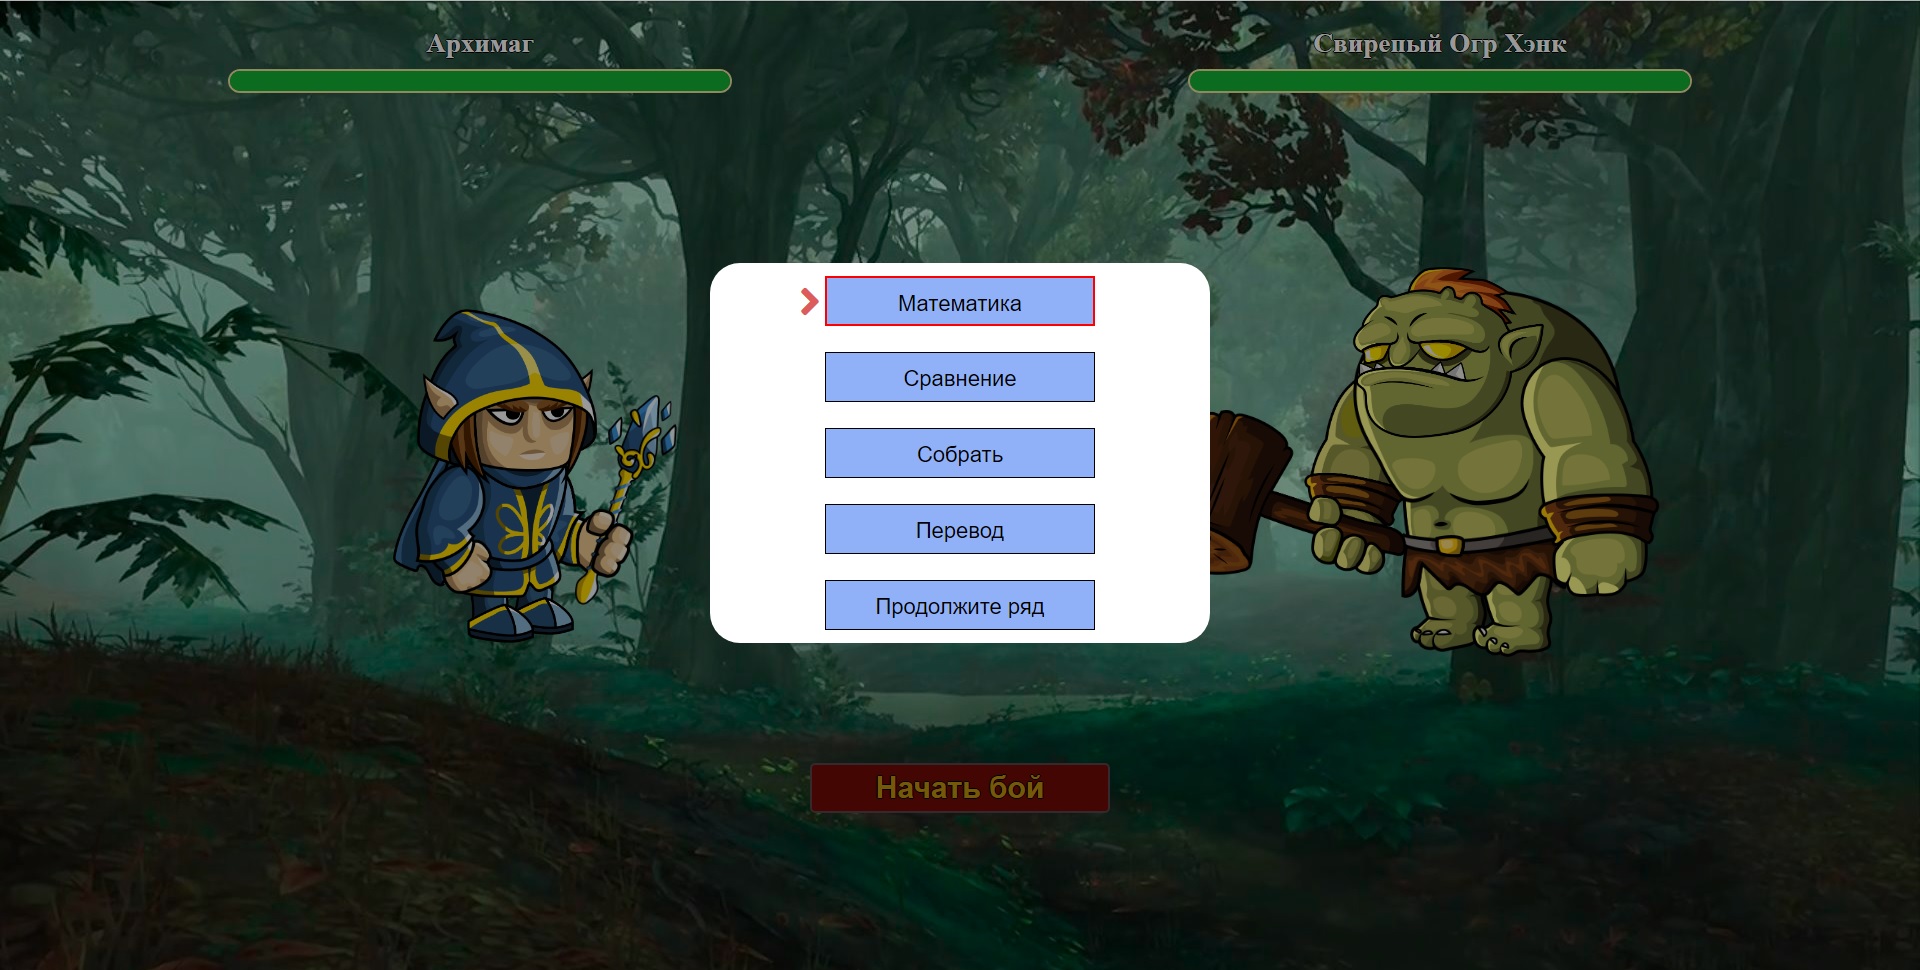 Архимаг
Свирепый Огр Хэнк
Математика
Сравнение
Собрать
Перевод
Продолжите ряд
Начать бой